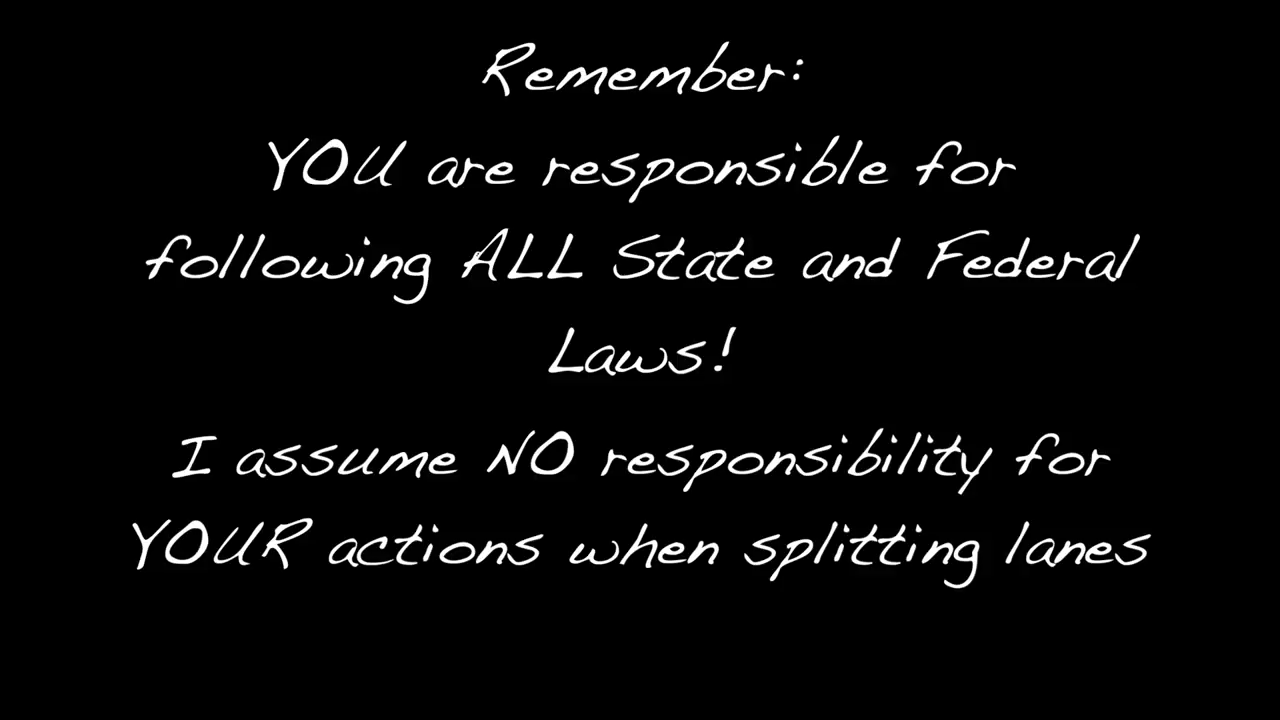 Remember:
YOU are responsible for
following ALL State and Federal
Laws!
I assume NO responsibility for
YOUR actions when splitting lanes